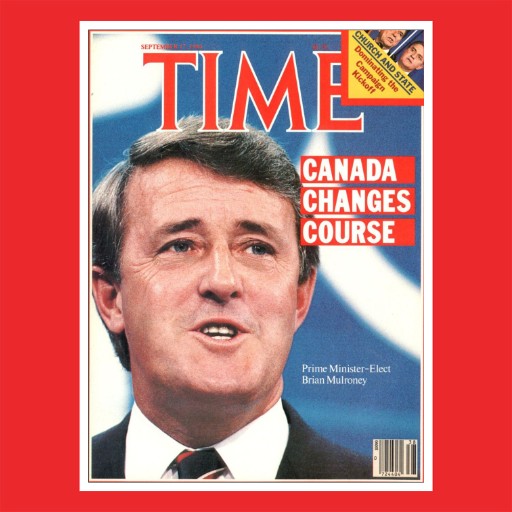 TIME
CHURCH AND STATE
Dominating the
Campaign
Kickoff
CANADA
CHANGES
COURSE
Prime Minister-Elect
Brian Mulroney